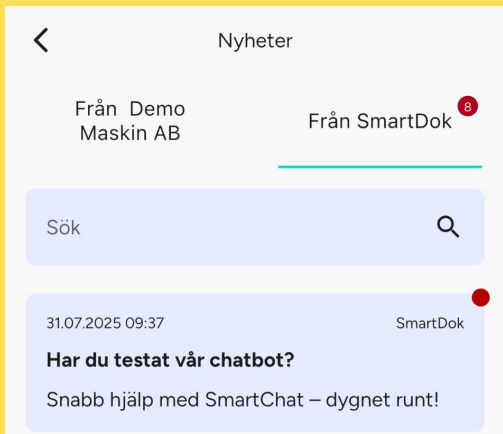 Nyheter
Från Demo
Maskin AB
Från SmartDok
8
Sök
31.07.2025 09:37
SmartDok
Har du testat vår chatbot?
Snabb hjälp med SmartChat – dygnet runt!